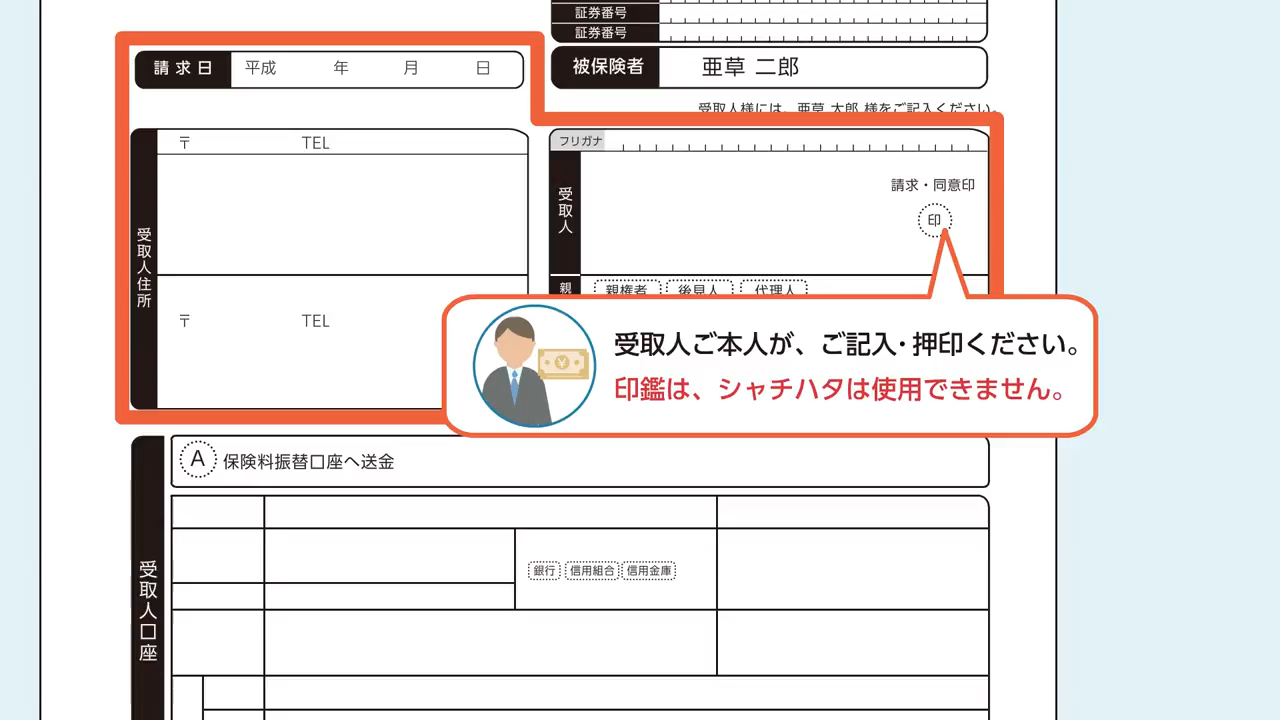 証券番号
証券番号
請求日 平成 年 月 日
被保険者 亜草 二郎
受取人様には、亜草 太郎 様をご記入ください。
〒 TEL
フリガナ
受取人住所
受取人
請求・同意印
印
親
親権者 後見人 代理人
〒 TEL
受取人ご本人が、ご記入・押印ください。
印鑑は、シャチハタは使用できません。
A 保険料振替口座へ送金
受取人口座
銀行 信用組合 信用金庫